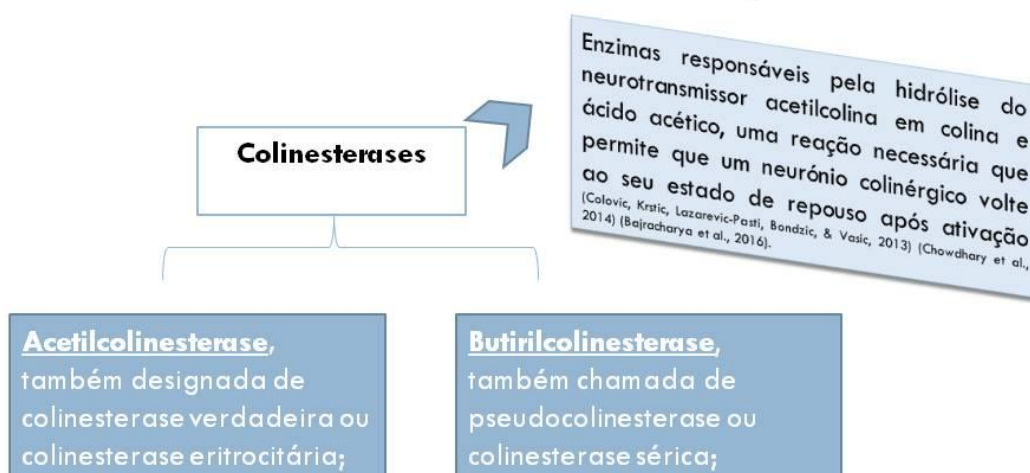 Enzimas responsáveis pela hidrólise do
neurotransmissor acetilcolina em colina e
ácido acético, uma reação necessária que
permite que um neurónio colinérgico volte
ao seu estado de repouso após ativação
(Colovic, Krstic, Lazarevic-Pasti, Bondzic, & Vasic, 2013) (Chowdhary et al.,
2014) (Bajracharya et al., 2016).
Colinesterases
Acetilcolinesterase,
também designada de
colinesterase verdadeira ou
colinesterase eritrocitária;
Butirilcolinesterase,
também chamada de
pseudocolinesterase ou
colinesterase sérica;